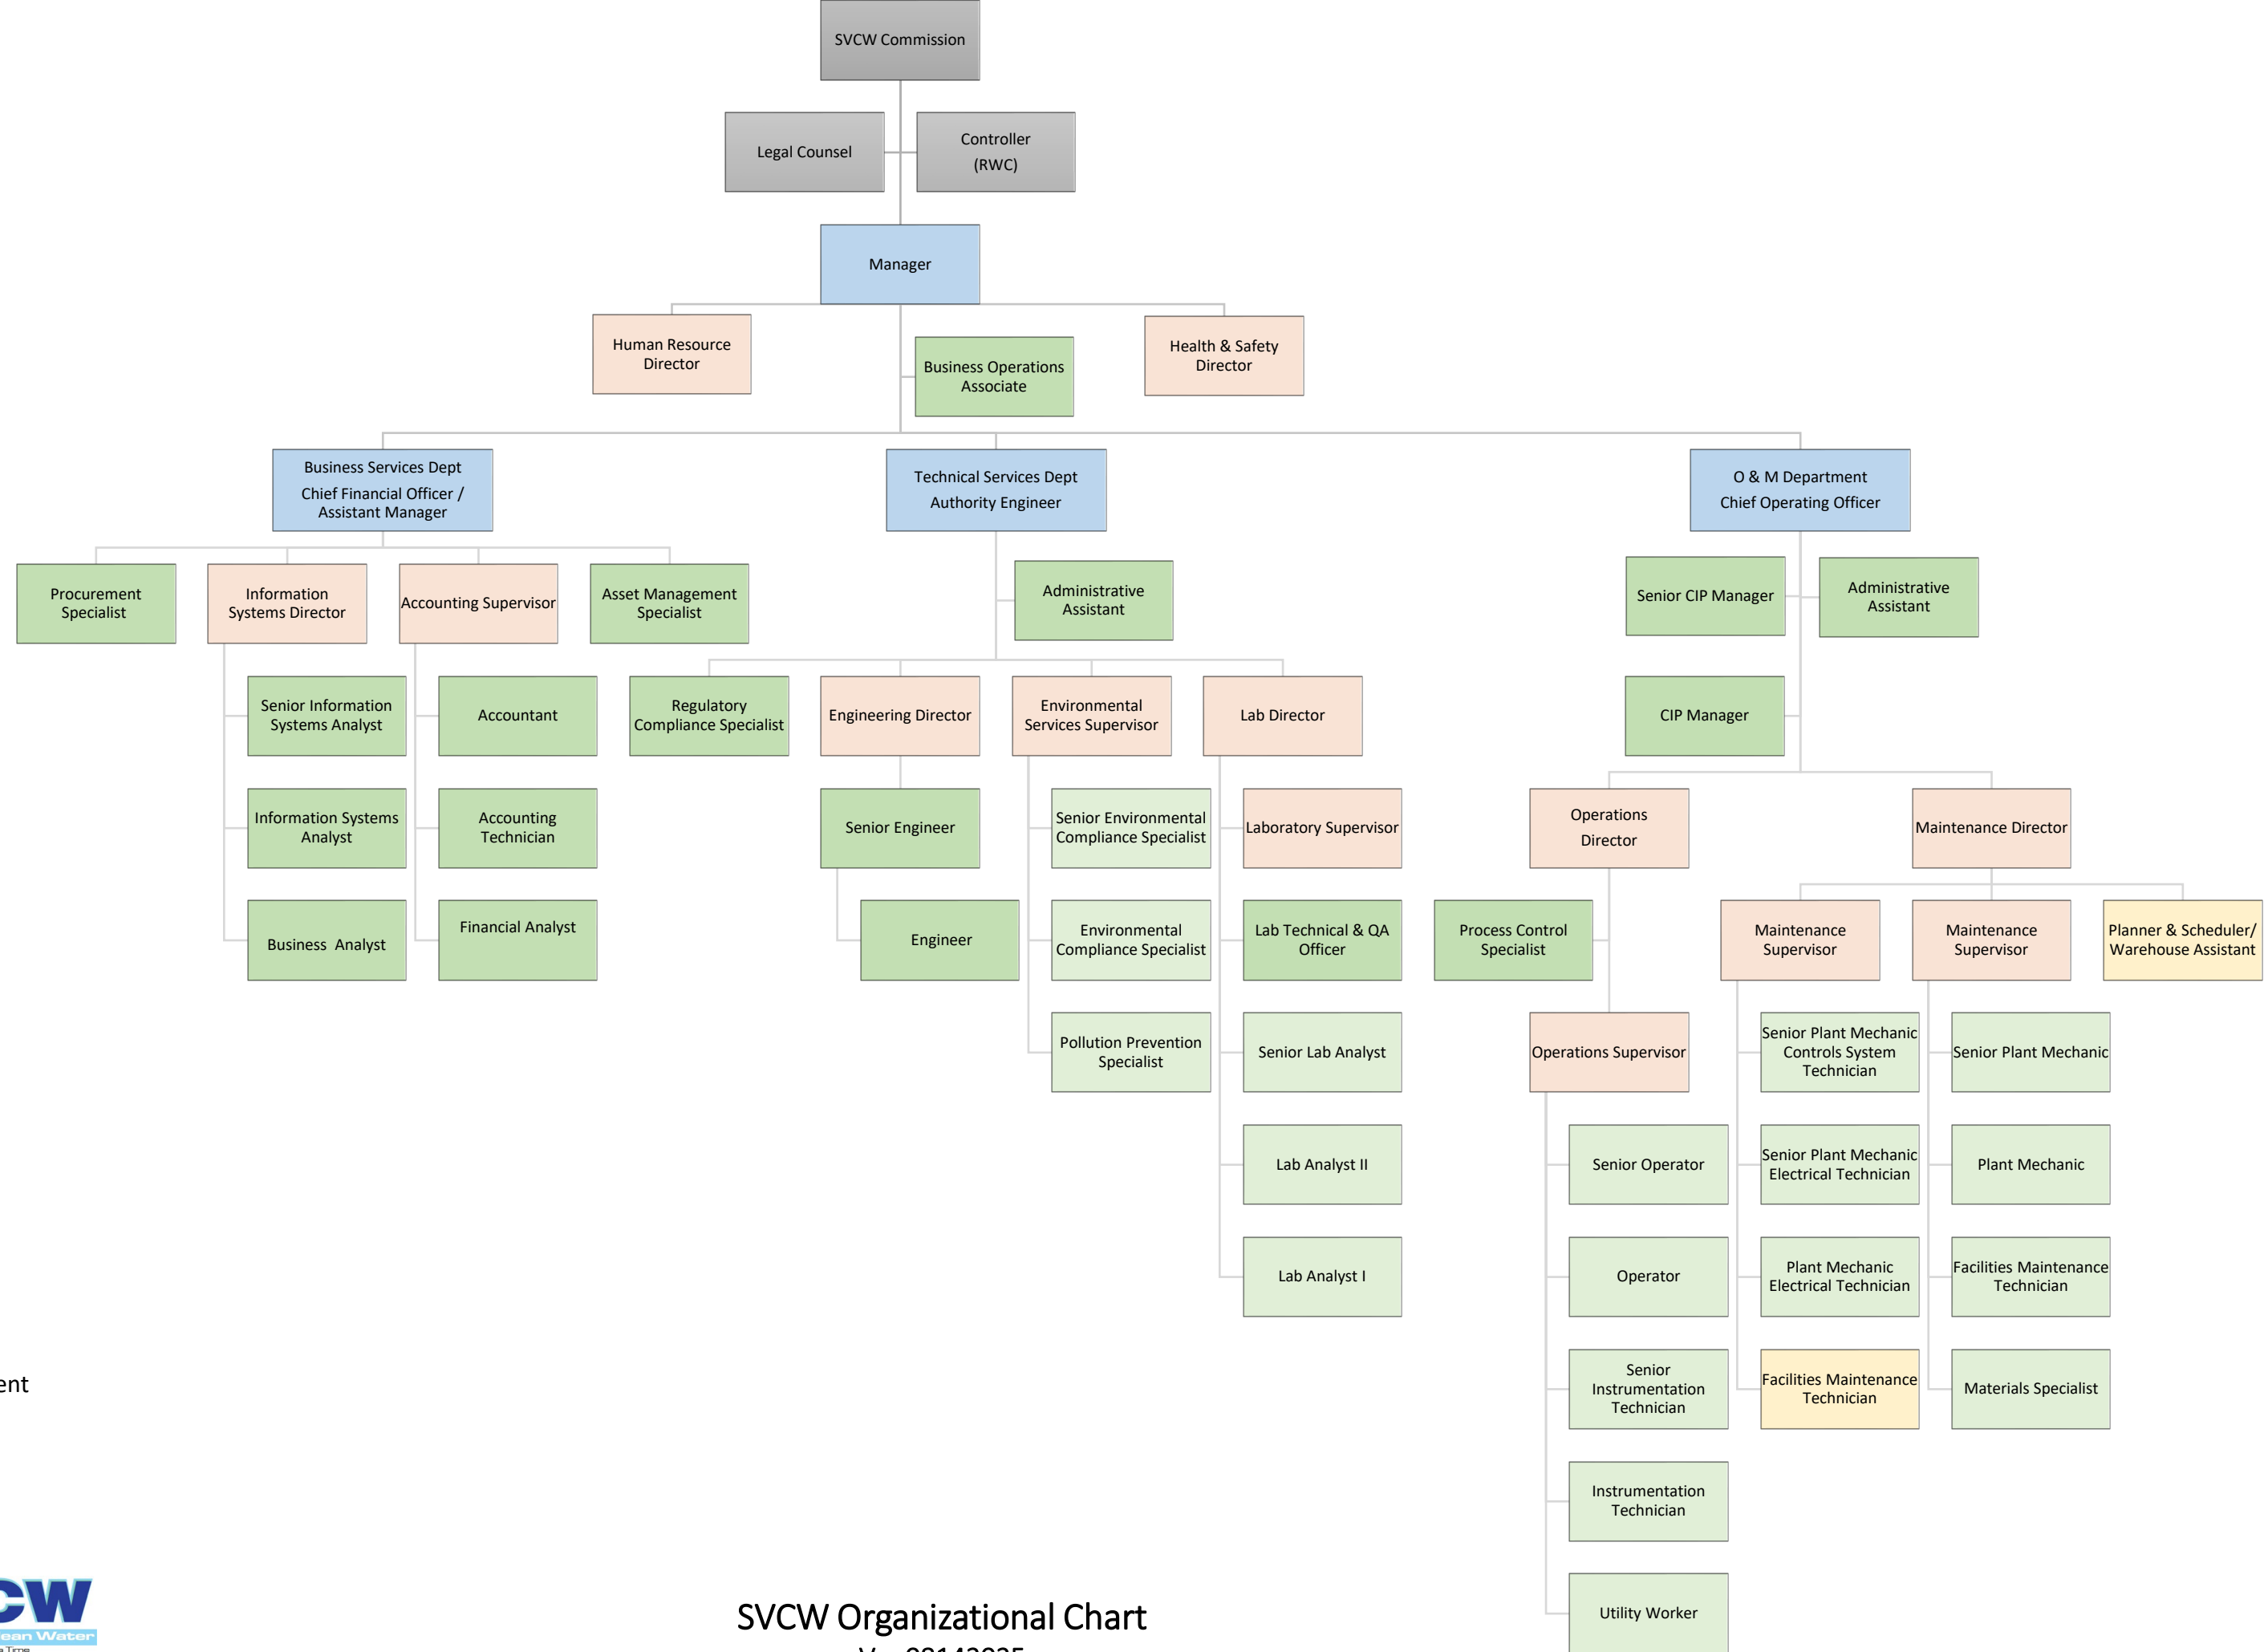 SVCW Commission
Legal Counsel
Controller
(RWC)
Manager
Human Resource
Director
Business Operations
Associate
Health & Safety
Director
Business Services Dept
Chief Financial Officer /
Assistant Manager
Technical Services Dept
Authority Engineer
O & M Department
Chief Operating Officer
Procurement
Specialist
Information
Systems Director
Accounting Supervisor
Asset Management
Specialist
Administrative
Assistant
Senior CIP Manager
Administrative
Assistant
Senior Information
Systems Analyst
Accountant
Regulatory
Compliance Specialist
Engineering Director
Environmental
Services Supervisor
Lab Director
CIP Manager
Information Systems
Analyst
Accounting
Technician
Senior Engineer
Senior Environmental
Compliance Specialist
Laboratory Supervisor
Operations
Director
Maintenance Director
Business Analyst
Financial Analyst
Engineer
Environmental
Compliance Specialist
Lab Technical & QA
Officer
Process Control
Specialist
Maintenance
Supervisor
Maintenance
Supervisor
Planner & Scheduler/
Warehouse Assistant
Pollution Prevention
Specialist
Senior Lab Analyst
Operations Supervisor
Senior Plant Mechanic
Controls System
Technician
Senior Plant Mechanic
Lab Analyst II
Senior Operator
Senior Plant Mechanic
Electrical Technician
Plant Mechanic
Lab Analyst I
Operator
Plant Mechanic
Electrical Technician
Facilities Maintenance
Technician
ent
Senior
Instrumentation
Technician
Facilities Maintenance
Technician
Materials Specialist
Instrumentation
Technician
CW
ean Water
Time
SVCW Organizational Chart
Utility Worker